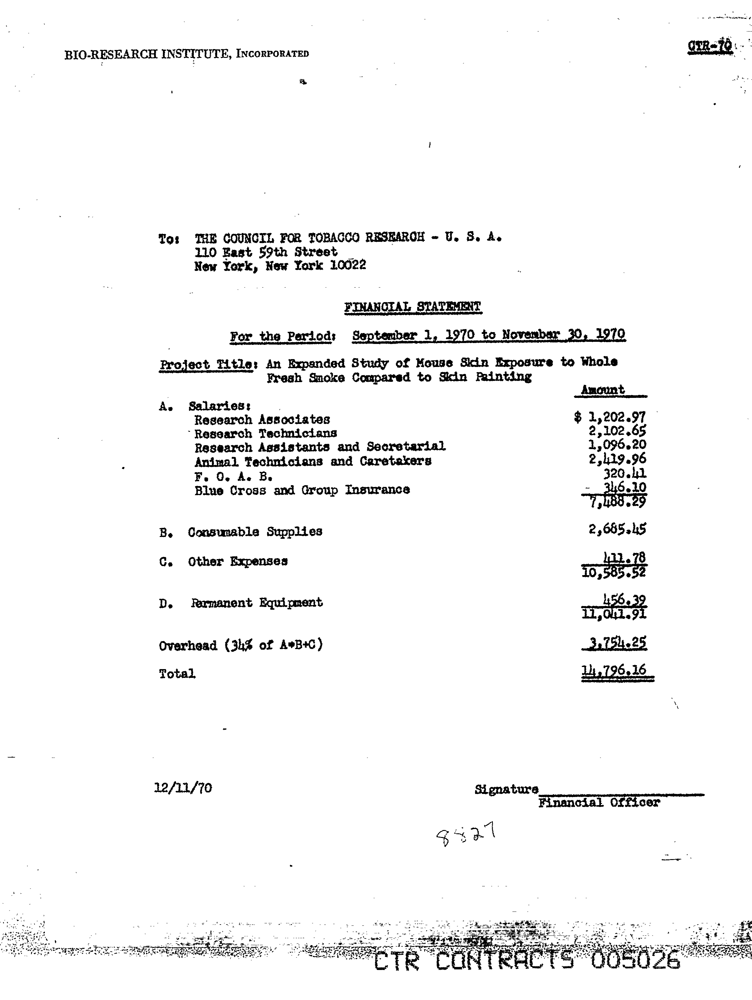 BIO-RESEARCH INSTITUTE, INCORPORATED
CTR-70
To: THE COUNCIL FOR TOBACCO RESEARCH - U. S. A.
110 East 59th Street
New York, New York 10022
FINANCIAL STATEMENT
For the Period: September 1, 1970 to November 30, 1970
Project Title: An Expanded Study of Mouse Skin Exposure to Whole
Fresh Smoke Compared to Skin Painting
Amount
A. Salaries:
Research Associates $ 1,202.97
Research Technicians 2,102.65
Research Assistants and Secretarial 1,096.20
Animal Technicians and Caretakers 2,419.96
F. O. A. B. 320.41
Blue Cross and Group Insurance 346.10
7,488.29
B. Consumable Supplies 2,685.45
C. Other Expenses 411.78
10,585.52
D. Permanent Equipment 456.39
11,041.91
Overhead (34% of A+B+C) 3,754.25
Total 14,796.16
12/11/70 Signature
Financial Officer
8827
CTR CONTRACTS 005026